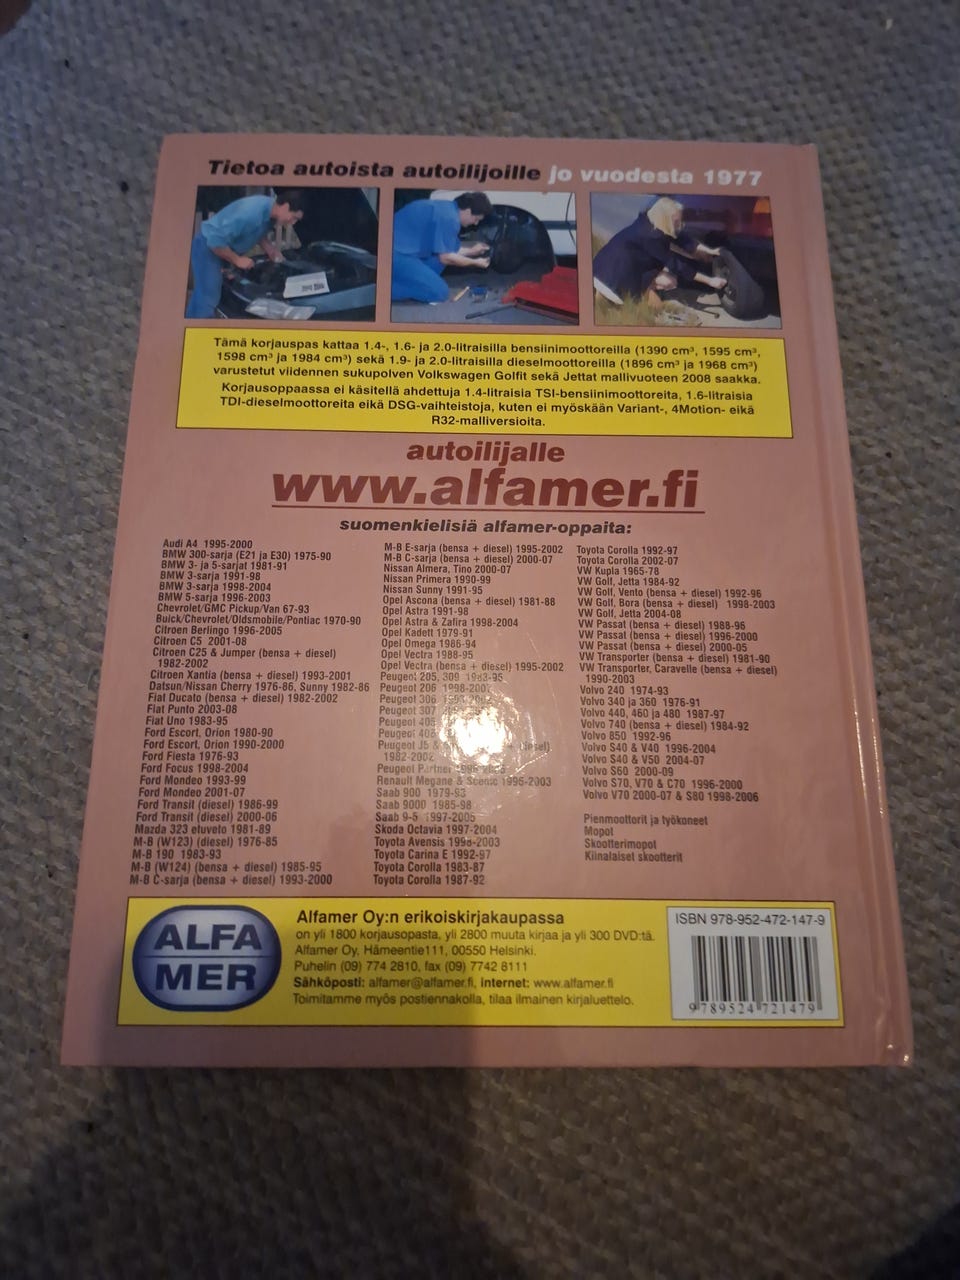 Tietoa autoista autoilijoille jo vuodesta 1977
Tämä korjauspas kattaa 1.4-, 1.6- ja 2.0-litraisilla bensiinimoottoreilla (1390 cm³, 1595 cm³,
1598 cm³ ja 1984 cm³) sekä 1.9- ja 2.0-litraisilla dieselmoottoreilla (1896 cm³ ja 1968 cm³)
varustetut viidennen sukupolven Volkswagen Golfit sekä Jettat mallivuoteen 2008 saakka.
Korjausoppaassa ei käsitellä ahdettuja 1.4-litraisia TSI-bensiinimoottoreita, 1.6-litraisia
TDI-dieselmoottoreita eikä DSG-vaihteistoja, kuten ei myöskään Variant-, 4Motion- eikä
R32-malliversioita.
autoilijalle
www.alfamer.fi
suomenkielisiä alfamer-oppaita:
Audi A4 1995-2000
BMW 300-sarja (E21 ja E30) 1975-90
BMW 3- ja 5-sarjat 1981-91
BMW 3-sarja 1991-98
BMW 3-sarja 1998-2004
BMW 5-sarja 1996-2003
Chevrolet/GMC Pickup/Van 67-93
Buick/Chevrolet/Oldsmobile/Pontiac 1970-90
Citroen Berlingo 1996-2005
Citroen C5 2001-08
Citroen C25 & Jumper (bensa + diesel)
1982-2002
Citroen Xantia (bensa + diesel) 1993-2001
Datsun/Nissan Cherry 1976-86, Sunny 1982-86
Fiat Ducato (bensa + diesel) 1982-2002
Fiat Punto 2003-08
Fiat Uno 1983-95
Ford Escort, Orion 1980-90
Ford Escort, Orion 1990-2000
Ford Fiesta 1976-93
Ford Focus 1998-2004
Ford Mondeo 1993-99
Ford Mondeo 2001-07
Ford Transit (diesel) 1986-99
Ford Transit (diesel) 2000-06
Mazda 323 etuveto 1981-89
M-B (W123) (diesel) 1976-85
M-B 190 1983-93
M-B (W124) (bensa + diesel) 1985-95
M-B C-sarja (bensa + diesel) 1993-2000
M-B E-sarja (bensa + diesel) 1995-2002
M-B C-sarja (bensa + diesel) 2000-07
Nissan Almera, Tino 2000-07
Nissan Primera 1990-99
Nissan Sunny 1991-95
Opel Ascona (bensa + diesel) 1981-88
Opel Astra 1991-98
Opel Astra & Zafira 1998-2004
Opel Kadett 1979-91
Opel Omega 1986-94
Opel Vectra 1988-95
Opel Vectra (bensa + diesel) 1995-2002
Peugeot 205, 309 1983-95
Peugeot 206 1998-2007
Peugeot 306
Peugeot 307
Peugeot 405
Peugeot
Peugeot J5 & + diesel)
1982-2002
Peugeot Partner
Renault Megane & Scenic 1995-2003
Saab 900 1979-93
Saab 9000 1985-98
Saab 9-5 1997-2005
Skoda Octavia 1997-2004
Toyota Avensis 1998-2003
Toyota Carina E 1992-97
Toyota Corolla 1983-87
Toyota Corolla 1987-92
Toyota Corolla 1992-97
Toyota Corolla 2002-07
VW Kupla 1965-78
VW Golf, Jetta 1984-92
VW Golf, Vento (bensa + diesel) 1992-96
VW Golf, Bora (bensa + diesel) 1998-2003
VW Golf, Jetta 2004-08
VW Passat (bensa + diesel) 1988-96
VW Passat (bensa + diesel) 1996-2000
VW Passat (bensa + diesel) 2000-05
VW Transporter (bensa + diesel) 1981-90
VW Transporter, Caravelle (bensa + diesel)
1990-2003
Volvo 240 1974-93
Volvo 340 ja 360 1976-91
Volvo 440, 460 ja 480 1987-97
Volvo 740 (bensa + diesel) 1984-92
Volvo 850 1992-96
Volvo S40 & V40 1996-2004
Volvo S40 & V50 2004-07
Volvo S60 2000-09
Volvo S70, V70 & C70 1996-2000
Volvo V70 2000-07 & S80 1998-2006
Pienmoottorit ja työkoneet
Mopot
Skootterimopot
Kiinalaiset skootterit
ALFA
MER
Alfamer Oy:n erikoiskirjakaupassa
on yli 1800 korjausopasta, yli 2800 muuta kirjaa ja yli 300 DVD:tä.
Alfamer Oy, Hämeentie111, 00550 Helsinki.
Puhelin (09) 774 2810, fax (09) 7742 8111
Sähköposti: alfamer@alfamer.fi, Internet: www.alfamer.fi
Toimitamme myös postiennakolla, tilaa ilmainen kirjaluettelo.
ISBN 978-952-472-147-9
9 789524 721479